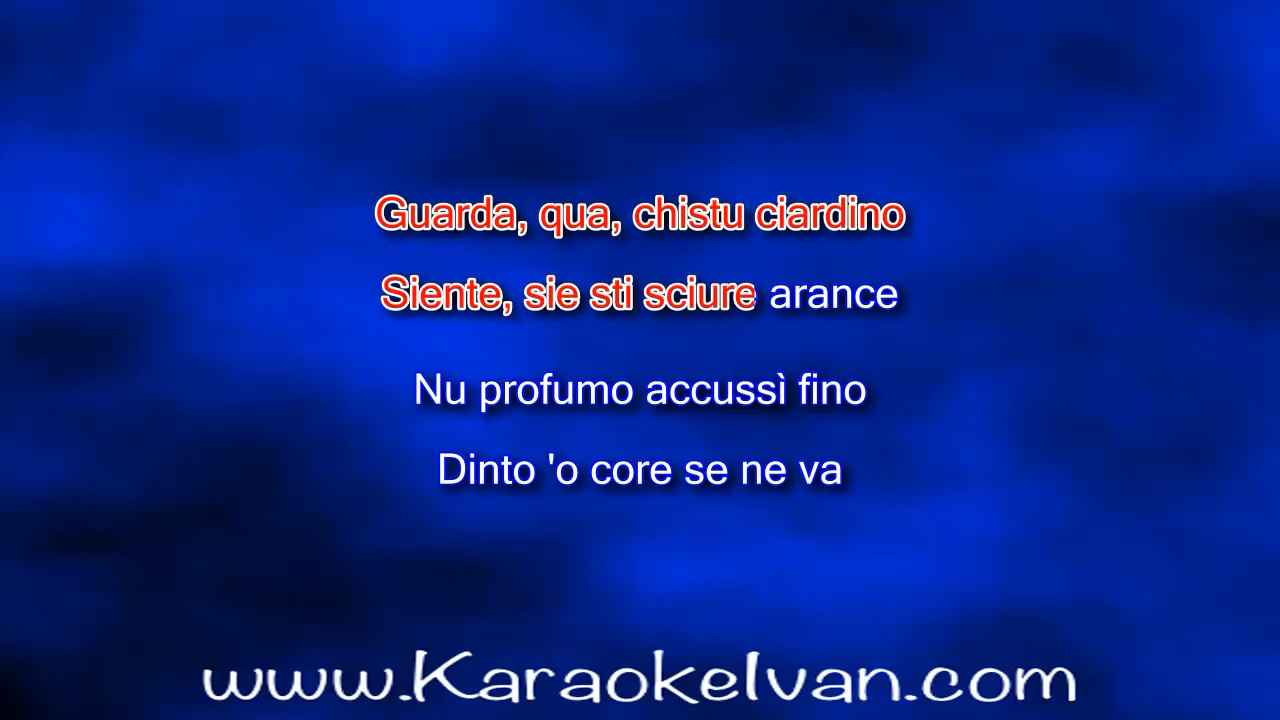 Guarda, qua, chistu ciardino
Siente, sie sti sciure arance
Nu profumo accussì fino
Dinto 'o core se ne va
www.KaraokeIvan.com